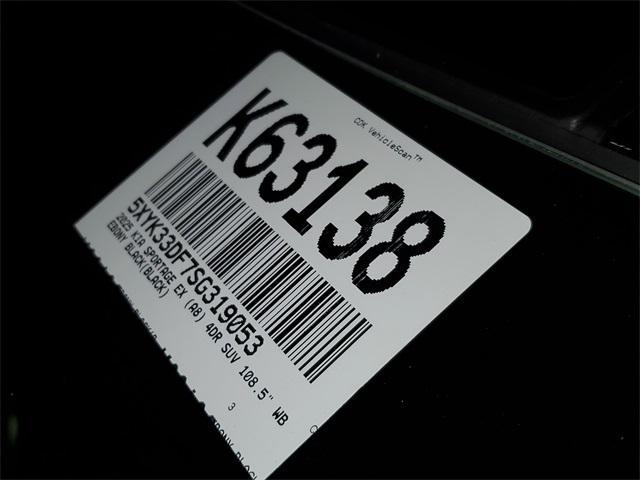 CDK VehicleScan™
K63138
5XYK33DF7SG319053
2025 KIA SPORTAGE EX (A8) 4DR SUV 108.5" WB
EBONY BLACK(BLACK)
3